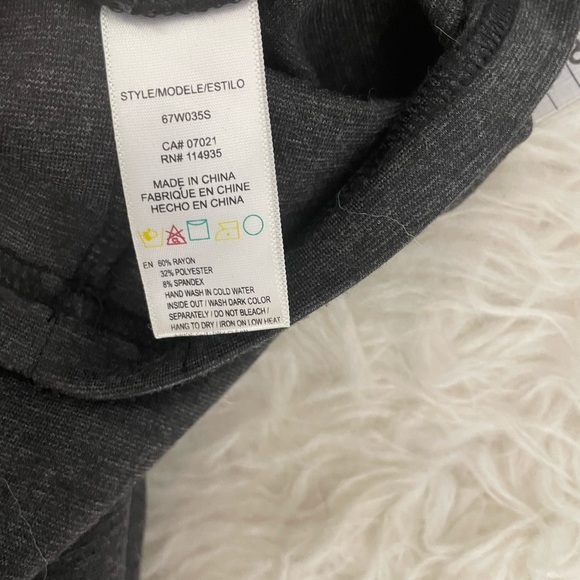 STYLE/MODELE/ESTILO
67W035S
CA# 07021
RN# 114935
MADE IN CHINA
FABRIQUE EN CHINE
HECHO EN CHINA
EN 60% RAYON
32% POLYESTER
8% SPANDEX
HAND WASH IN COLD WATER
INSIDE OUT / WASH DARK COLOR
SEPARATELY / DO NOT BLEACH /
HANG TO DRY / IRON ON LOW HEAT